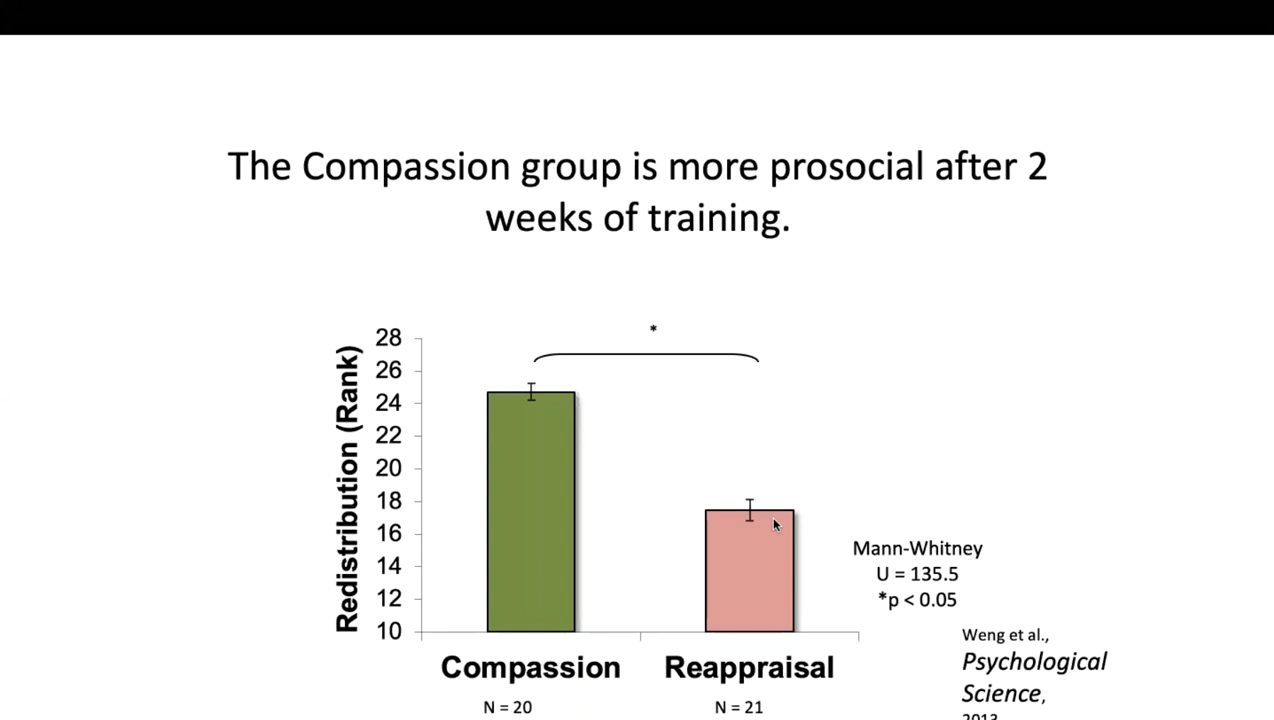 The Compassion group is more prosocial after 2
weeks of training.
*
Redistribution (Rank)
28
26
24
22
20
18
16
14
12
10
Compassion
Reappraisal
N = 20
N = 21
Mann-Whitney
U = 135.5
*p < 0.05
Weng et al.,
Psychological
Science,
2013